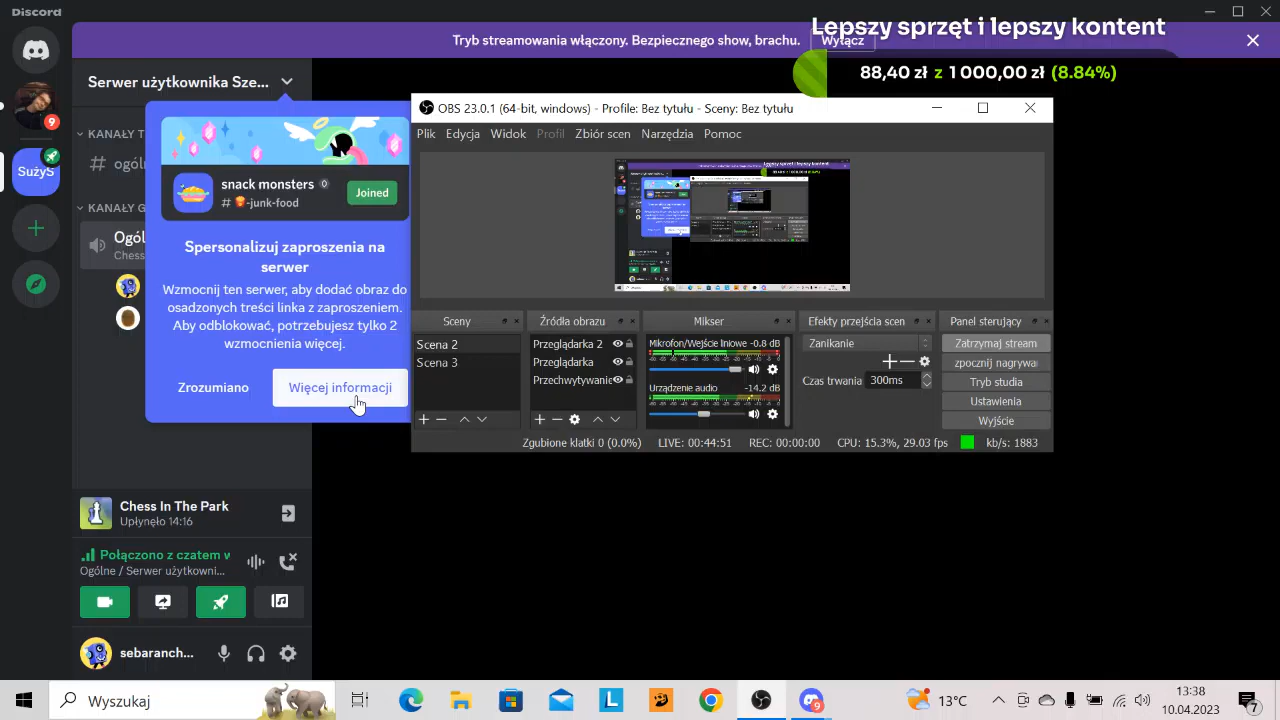 Discord
Lepszy sprzęt i lepszy kontent
Tryb streamowania włączony. Bezpiecznego show, brachu.
Wyłącz
88,40 zł z 1 000,00 zł (8.84%)
Serwer użytkownika Sze...
9
SużyS
KANAŁY T
# ogóln
KANAŁY G
Ogól
Chess
snack monsters
# junk-food
Joined
Spersonalizuj zaproszenia na
serwer
Wzmocnij ten serwer, aby dodać obraz do
osadzonych treści linka z zaproszeniem.
Aby odblokować, potrzebujesz tylko 2
wzmocnienia więcej.
Zrozumiano
Więcej informacji
OBS 23.0.1 (64-bit, windows) - Profile: Bez tytułu - Sceny: Bez tytułu
Plik Edycja Widok Profil Zbiór scen Narzędzia Pomoc
Sceny
Scena 2
Scena 3
Źródła obrazu
Przeglądarka 2
Przeglądarka
Przechwytywanie
Mikser
Mikrofon/Wejście liniowe -0.8 dB
Urządzenie audio -14.2 dB
Efekty przejścia scen
Zanikanie
Czas trwania 300ms
Panel sterujący
Zatrzymaj stream
zpocznij nagrywa
Tryb studia
Ustawienia
Wyjście
Zgubione klatki 0 (0.0%) LIVE: 00:44:51 REC: 00:00:00 CPU: 15.3%, 29.03 fps kb/s: 1883
Chess In The Park
Upłynęło 14:16
Połączono z czatem w
Ogólne / Serwer użytkowni...
sebaranch...
Wyszukaj
L
9
13°C
13:38
10.04.2023
7